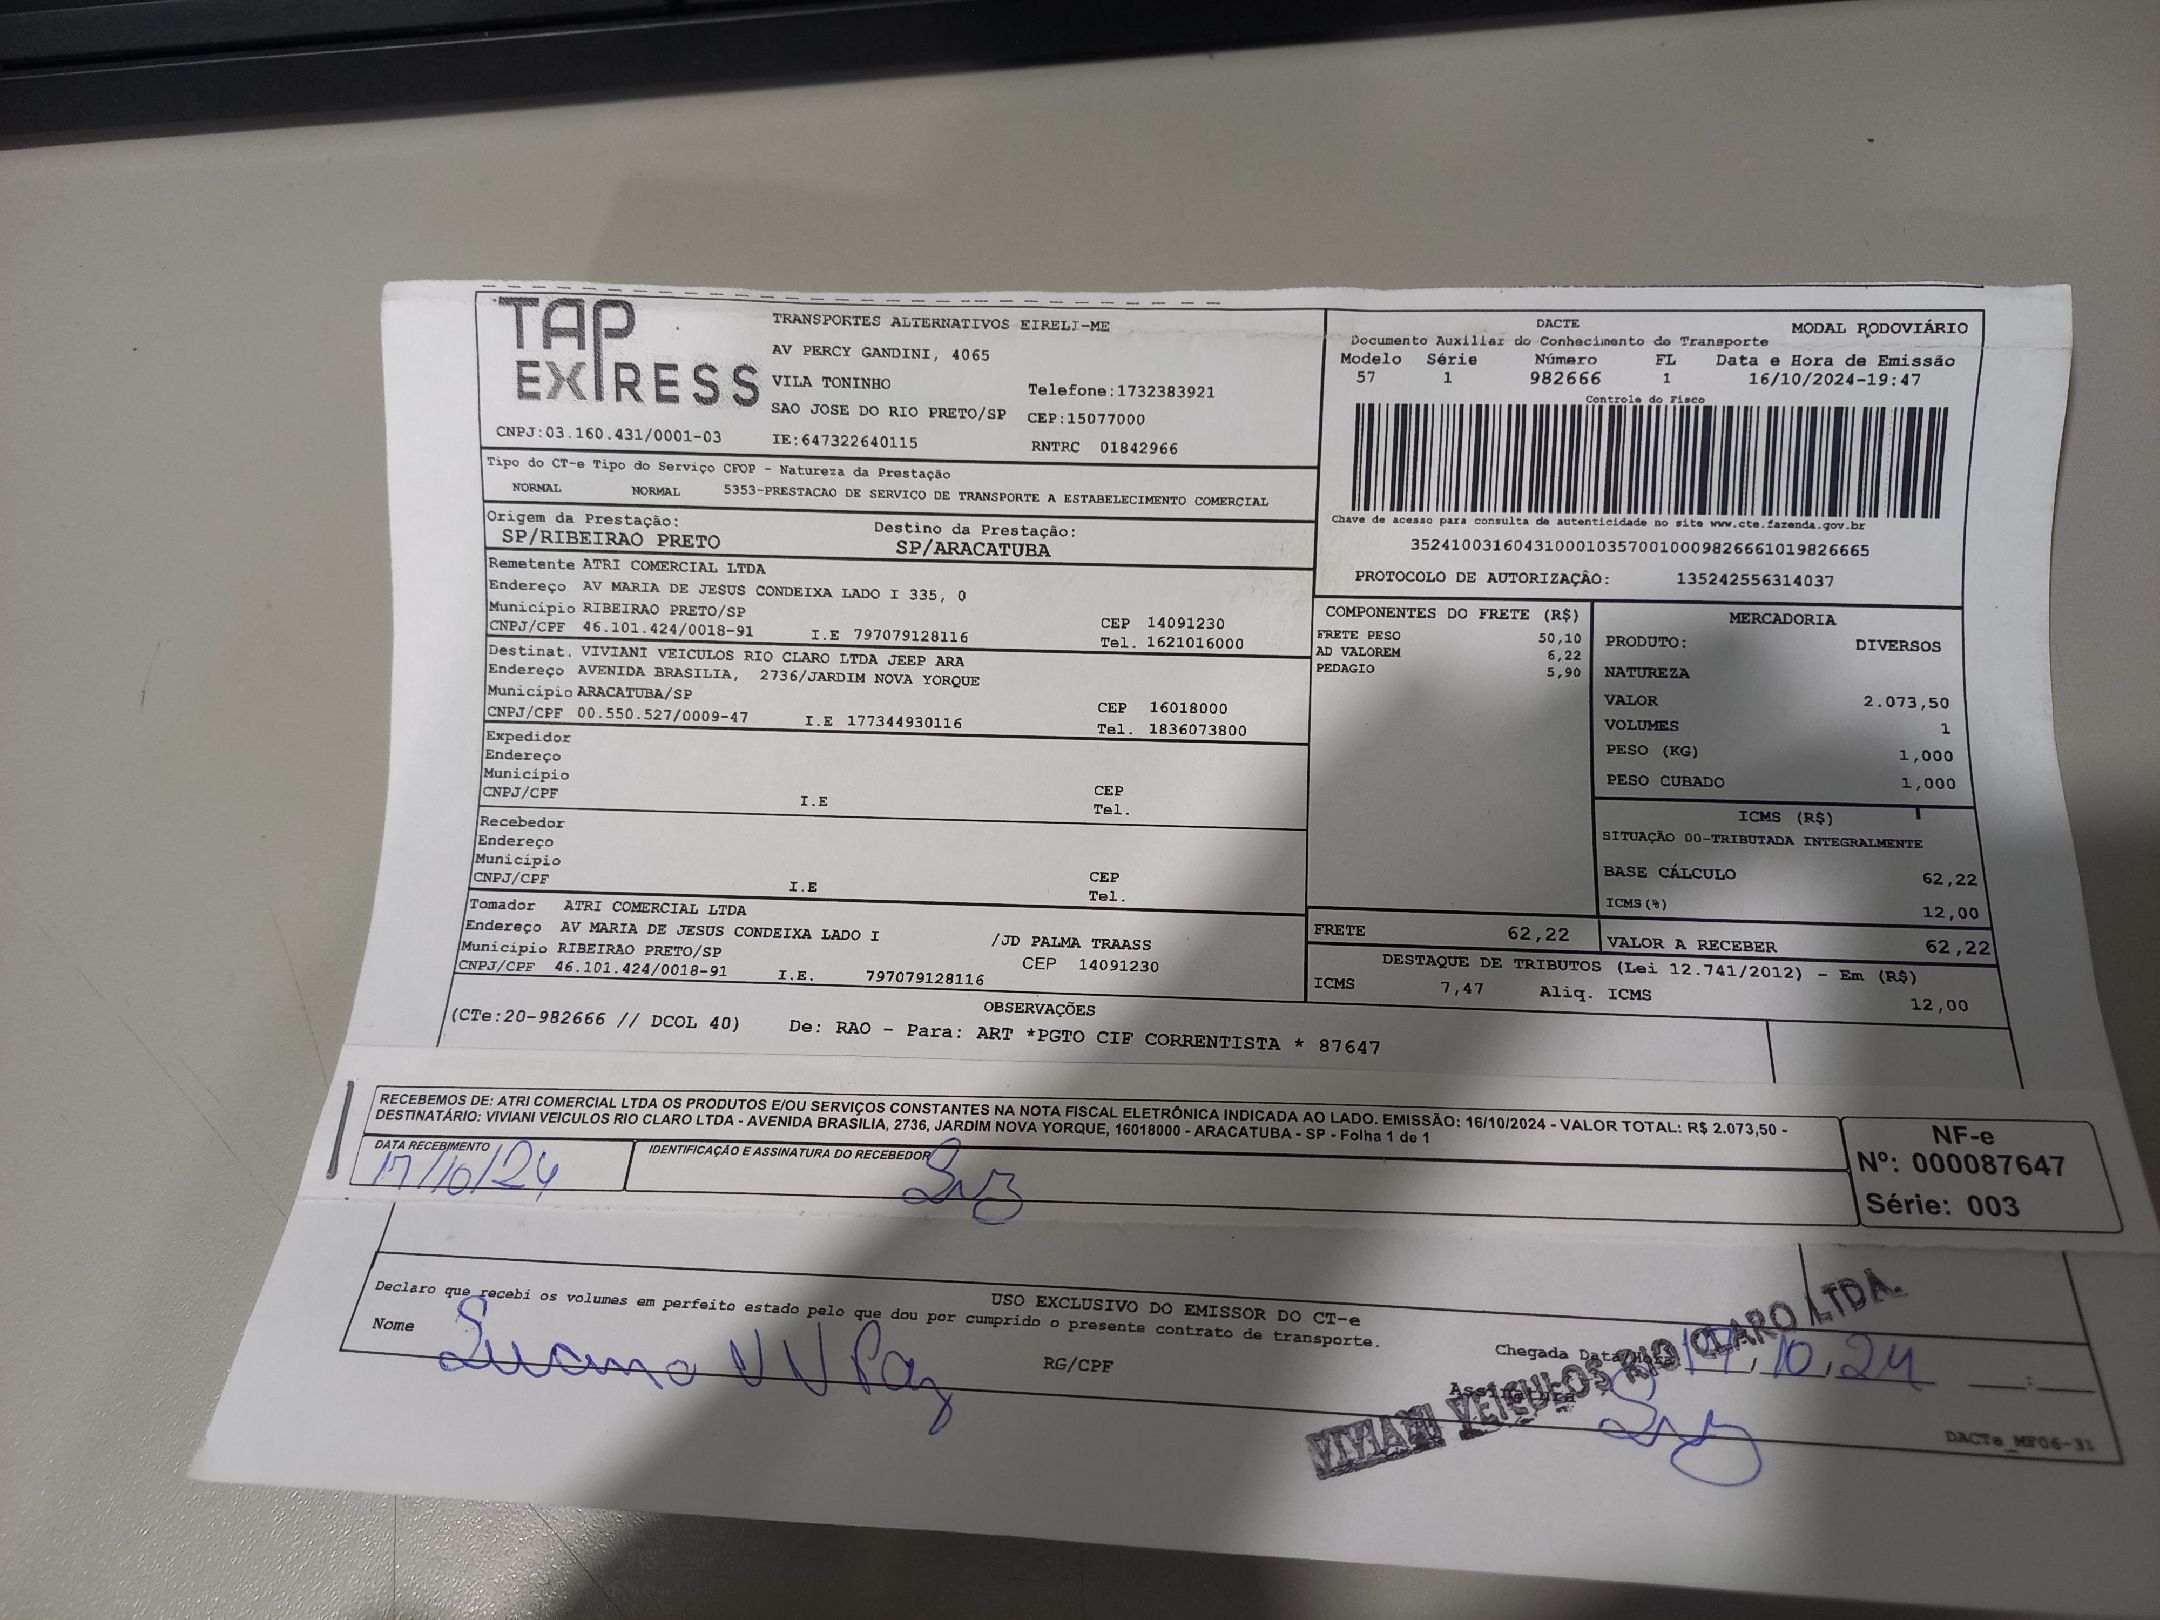 TAP EXPRESS
CNPJ:03.160.431/0001-03
TRANSPORTES ALTERNATIVOS EIRELI-ME
AV PERCY GANDINI, 4065
VILA TONINHO Telefone:1732383921
SAO JOSE DO RIO PRETO/SP CEP:15077000
IE:647322640115 RNTRC 01842966
Tipo do CT-e Tipo do Serviço CFOP - Natureza da Prestação
NORMAL NORMAL 5353-PRESTACAO DE SERVICO DE TRANSPORTE A ESTABELECIMENTO COMERCIAL
Origem da Prestação: Destino da Prestação:
SP/RIBEIRAO PRETO SP/ARACATUBA
Remetente ATRI COMERCIAL LTDA
Endereço AV MARIA DE JESUS CONDEIXA LADO I 335, 0
Município RIBEIRAO PRETO/SP CEP 14091230
CNPJ/CPF 46.101.424/0018-91 I.E 797079128116 Tel. 1621016000
Destinat. VIVIANI VEICULOS RIO CLARO LTDA JEEP ARA
Endereço AVENIDA BRASILIA, 2736/JARDIM NOVA YORQUE
Município ARACATUBA/SP CEP 16018000
CNPJ/CPF 00.550.527/0009-47 I.E 177344930116 Tel. 1836073800
Expedidor
Endereço
Município CEP
CNPJ/CPF I.E Tel.
Recebedor
Endereço
Município CEP
CNPJ/CPF I.E Tel.
Tomador ATRI COMERCIAL LTDA
Endereço AV MARIA DE JESUS CONDEIXA LADO I /JD PALMA TRAASS
Município RIBEIRAO PRETO/SP CEP 14091230
CNPJ/CPF 46.101.424/0018-91 I.E. 797079128116
DACTE MODAL RODOVIÁRIO
Documento Auxiliar do Conhecimento de Transporte
Modelo Série Número FL Data e Hora de Emissão
57 1 982666 1 16/10/2024-19:47
Controle do Fisco
Chave de acesso para consulta de autenticidade no site www.cte.fazenda.gov.br
35241003160431000103570010009826661019826665
PROTOCOLO DE AUTORIZAÇÂO: 135242556314037
COMPONENTES DO FRETE (R$)
FRETE PESO 50,10
AD VALOREM 6,22
PEDAGIO 5,90
FRETE 62,22
MERCADORIA
PRODUTO: DIVERSOS
NATUREZA
VALOR 2.073,50
VOLUMES 1
PESO (KG) 1,000
PESO CUBADO 1,000
ICMS (R$)
SITUAÇÃO 00-TRIBUTADA INTEGRALMENTE
BASE CÁLCULO 62,22
ICMS(%) 12,00
VALOR A RECEBER 62,22
DESTAQUE DE TRIBUTOS (Lei 12.741/2012) - Em (R$)
ICMS 7,47 Aliq. ICMS 12,00
OBSERVAÇÕES
(CTe:20-982666 // DCOL 40) De: RAO - Para: ART *PGTO CIF CORRENTISTA * 87647
RECEBEMOS DE: ATRI COMERCIAL LTDA OS PRODUTOS E/OU SERVIÇOS CONSTANTES NA NOTA FISCAL ELETRÔNICA INDICADA AO LADO. EMISSÃO: 16/10/2024 - VALOR TOTAL: R$ 2.073,50 -
DESTINATÁRIO: VIVIANI VEICULOS RIO CLARO LTDA - AVENIDA BRASILIA, 2736, JARDIM NOVA YORQUE, 16018000 - ARACATUBA - SP - Folha 1 de 1
DATA RECEBIMENTO IDENTIFICAÇÃO E ASSINATURA DO RECEBEDOR
17/10/24
NF-e
Nº: 000087647
Série: 003
USO EXCLUSIVO DO EMISSOR DO CT-e
Declaro que recebi os volumes em perfeito estado pelo que dou por cumprido o presente contrato de transporte.
Nome RG/CPF
Chegada Data/Hora 17,10,24 :
Assinatura
VIVIANI VEICULOS RIO CLARO LTDA.
DACTe_MF06-31